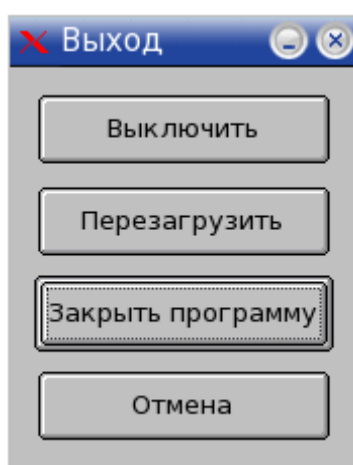 Выход
Выключить
Перезагрузить
Закрыть программу
Отмена